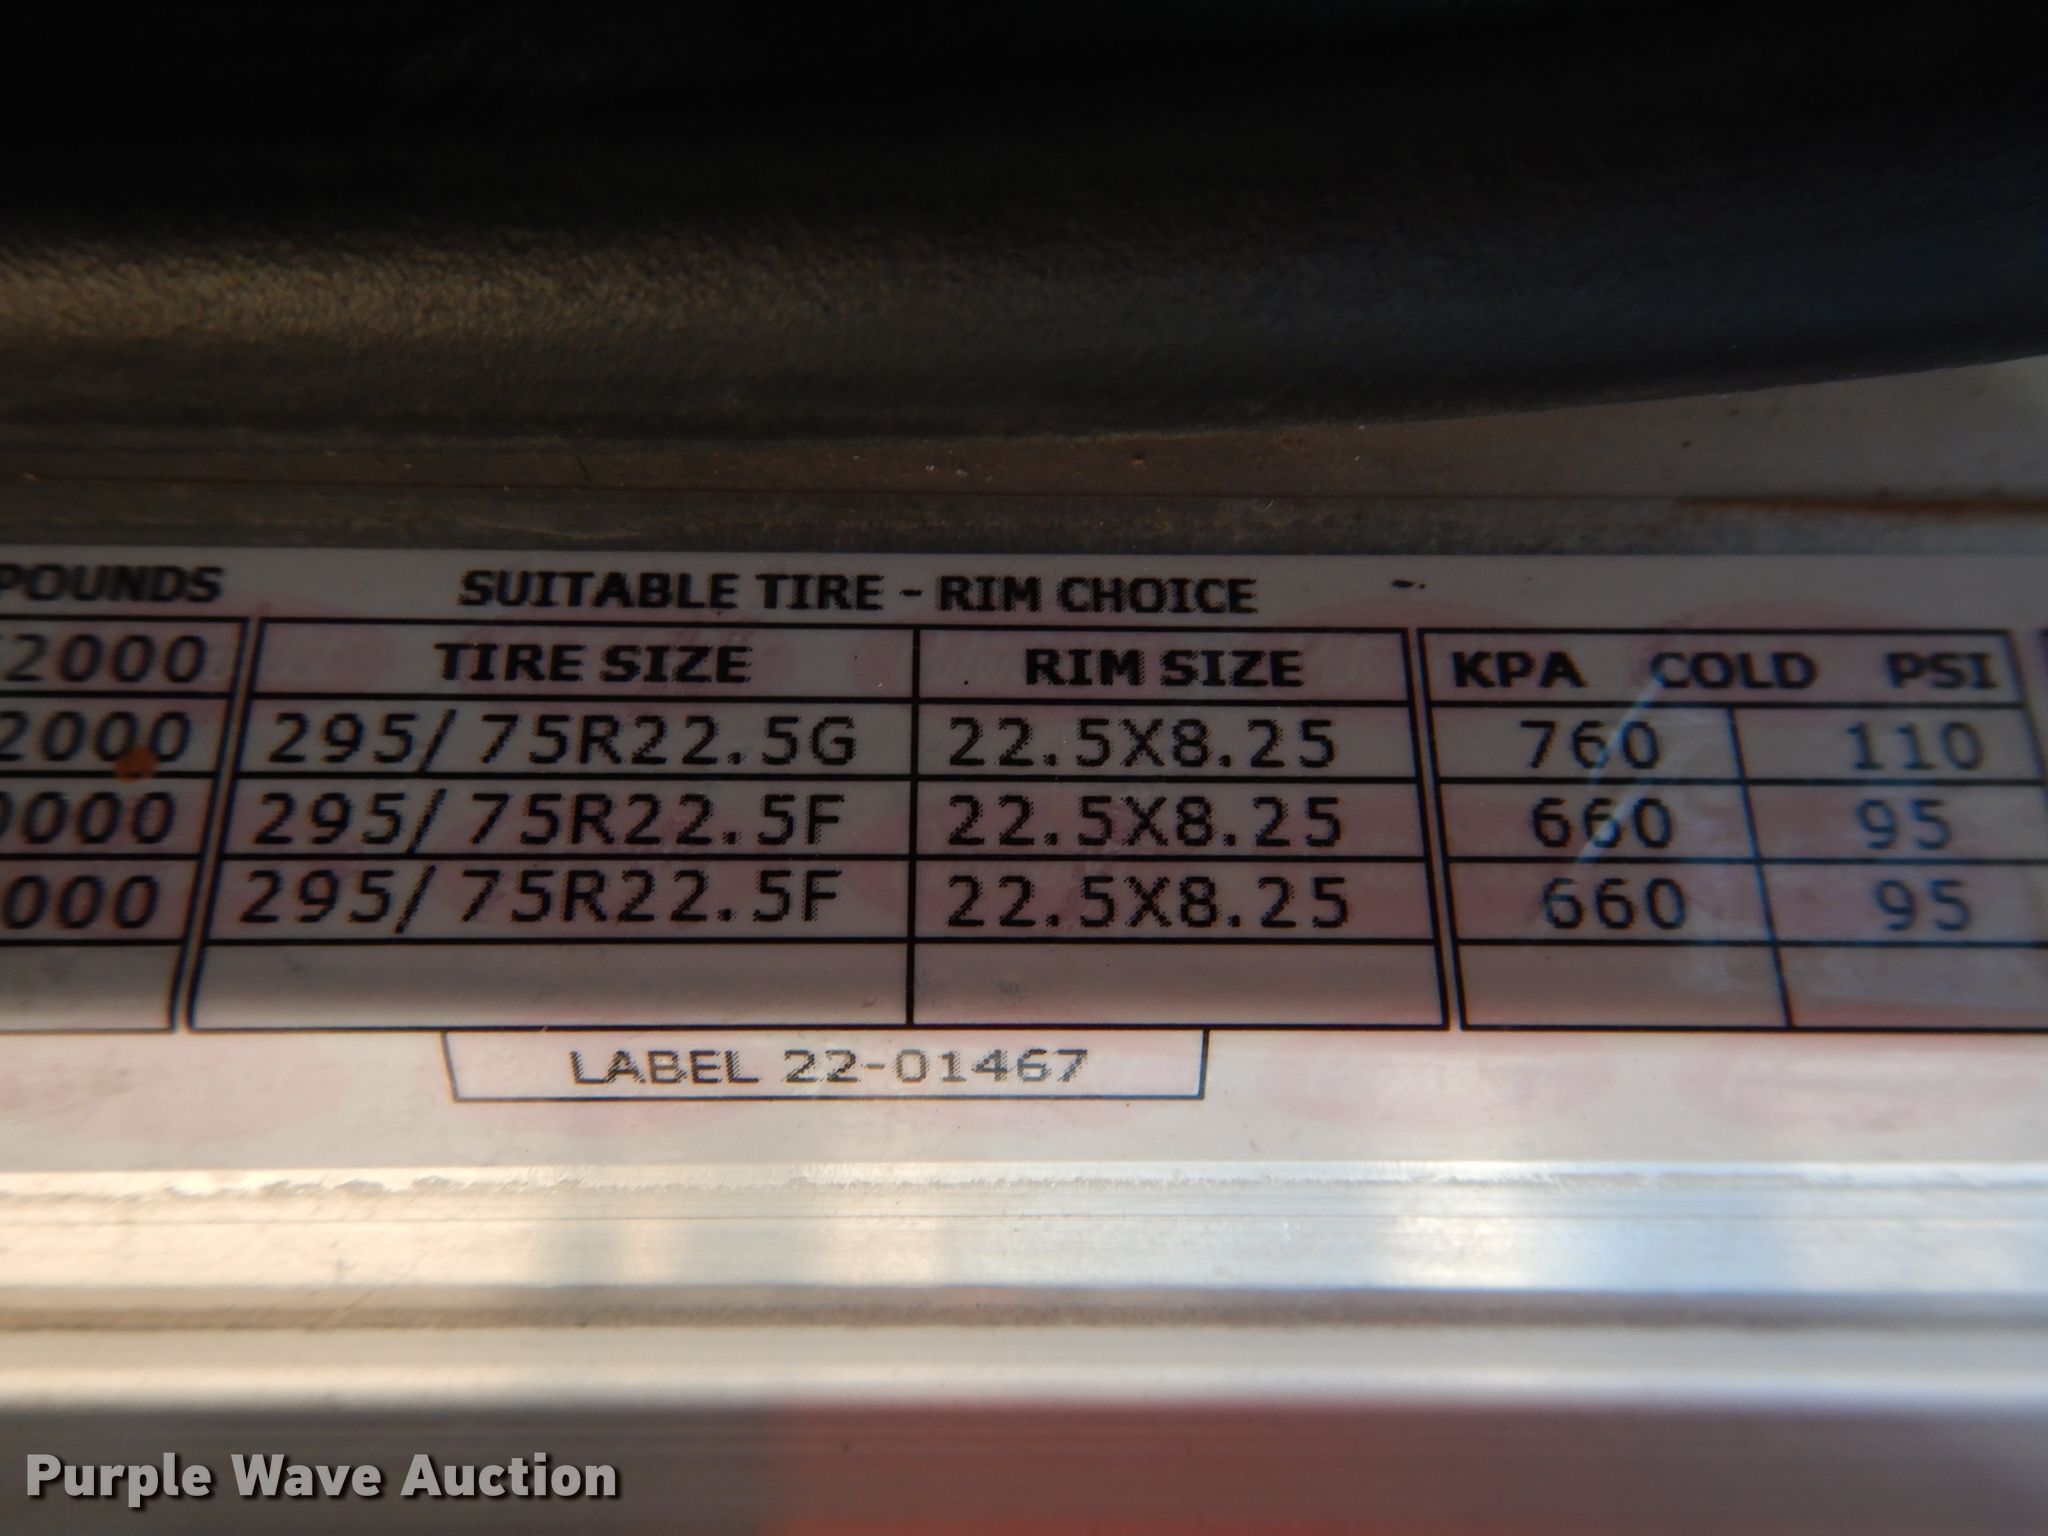 POUNDS SUITABLE TIRE - RIM CHOICE
2000 TIRE SIZE RIM SIZE KPA COLD PSI
2000 295/75R22.5G 22.5X8.25 760 110
0000 295/75R22.5F 22.5X8.25 660 95
000 295/75R22.5F 22.5X8.25 660 95
LABEL 22-01467
Purple Wave Auction